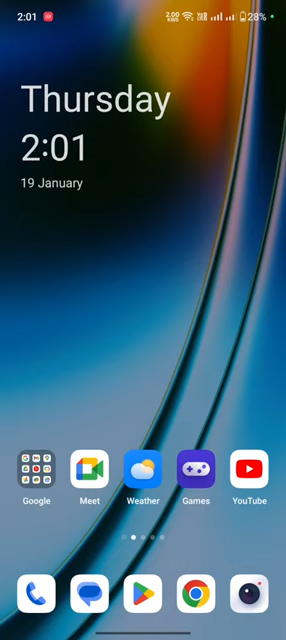 2:01
2.00 KB/S
28%
Thursday
2:01
19 January
Google
Meet
Weather
Games
YouTube